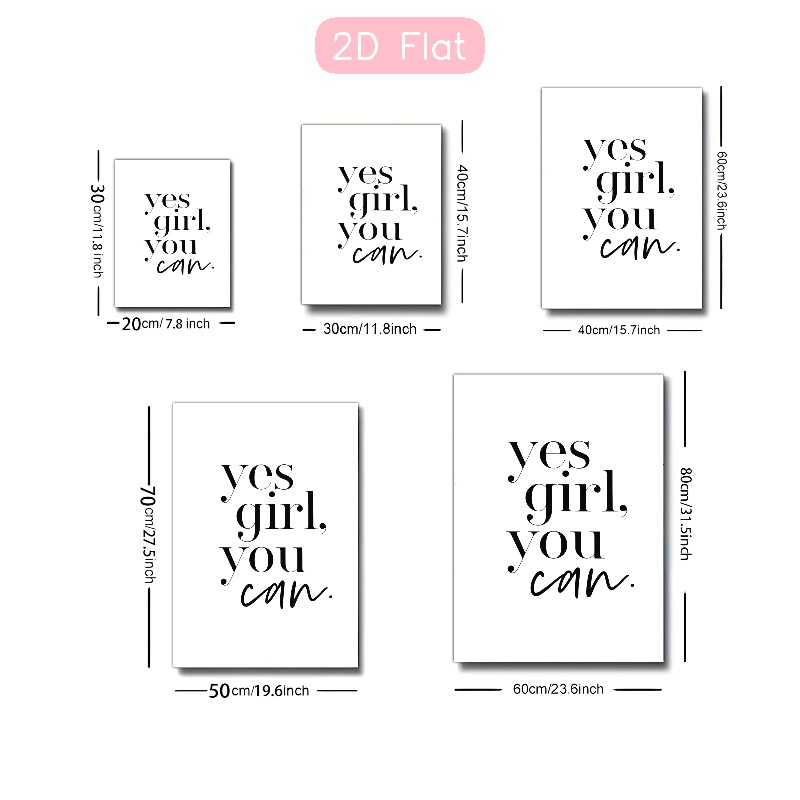 2D Flat
yes
girl,
you
can.
30cm/11.8 inch
20cm/ 7.8 inch
yes
girl,
you
can.
40cm/15.7inch
30cm/11.8inch
yes
girl,
you
can.
60cm/23.6inch
40cm/15.7inch
yes
girl,
you
can.
70cm/27.5inch
50cm/19.6inch
yes
girl,
you
can.
80cm/31.5inch
60cm/23.6inch